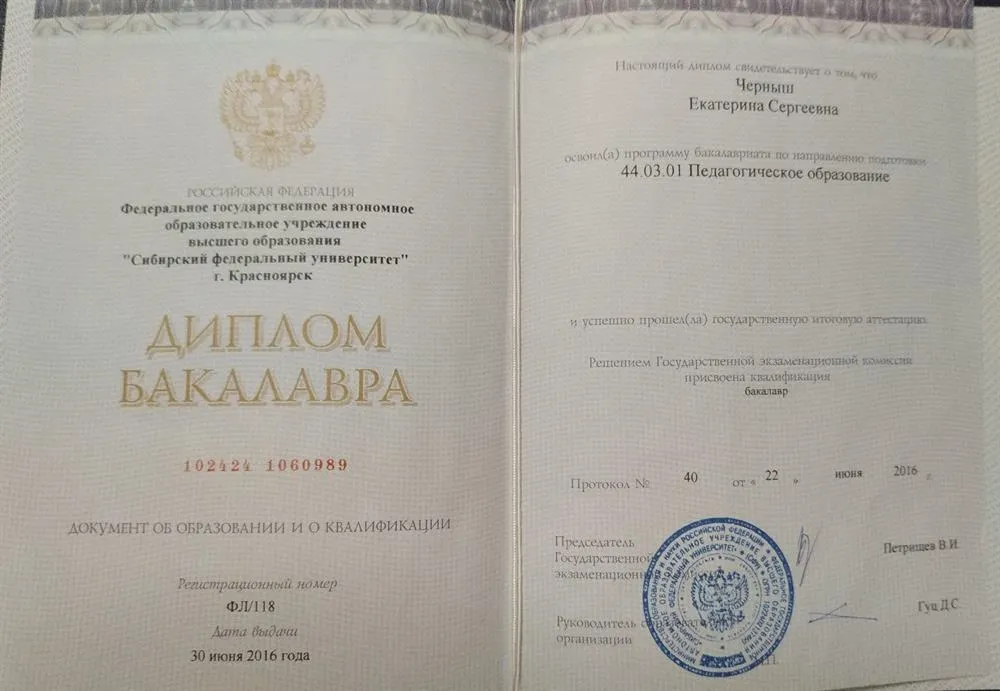 РОССИЙСКАЯ ФЕДЕРАЦИЯ
Федеральное государственное автономное
образовательное учреждение
высшего образования
"Сибирский федеральный университет"
г. Красноярск
ДИПЛОМ
БАКАЛАВРА
102424 1060989
ДОКУМЕНТ ОБ ОБРАЗОВАНИИ И О КВАЛИФИКАЦИИ
Регистрационный номер
ФЛ/118
Дата выдачи
30 июня 2016 года
Настоящий диплом свидетельствует о том, что
Черныш
Екатерина Сергеевна
освоил(а) программу бакалавриата по направлению подготовки
44.03.01 Педагогическое образование
и успешно прошел(ла) государственную итоговую аттестацию
Решением Государственной экзаменационной комиссии
присвоена квалификация
бакалавр
Протокол № 40 от « 22 » июня 2016 г.
Председатель
Государственной
экзаменационной
Петрищев В.И.
Руководитель
организации
Гуц Д.С.
М.П.